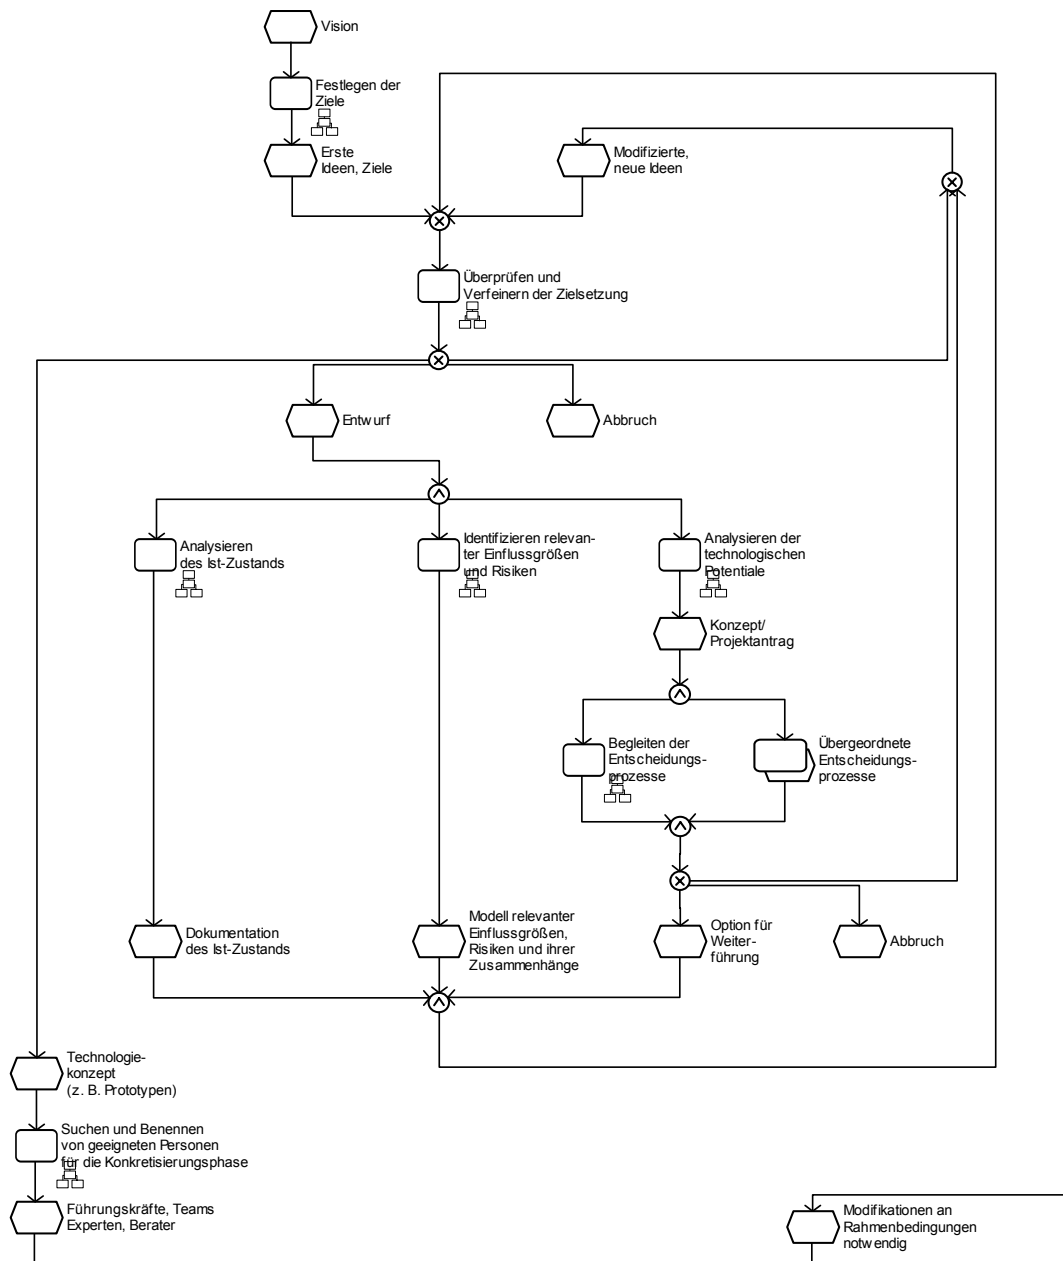 Vision
Festlegen der
Ziele
Erste
Ideen, Ziele
Modifizierte,
neue Ideen
Überprüfen und
Verfeinern der Zielsetzung
Entwurf
Abbruch
Analysieren
des Ist-Zustands
Identifizieren relevan-
ter Einflussgrößen
und Risiken
Analysieren der
technologischen
Potentiale
Konzept/
Projektantrag
Begleiten der
Entscheidungs-
prozesse
Übergeordnete
Entscheidungs-
prozesse
Dokumentation
des Ist-Zustands
Modell relevanter
Einflussgrößen,
Risiken und ihrer
Zusammenhänge
Option für
Weiter-
führung
Abbruch
Technologie-
konzept
(z. B. Prototypen)
Suchen und Benennen
von geeigneten Personen
für die Konkretisierungsphase
Führungskräfte, Teams
Experten, Berater
Modifikationen an
Rahmenbedingungen
notwendig